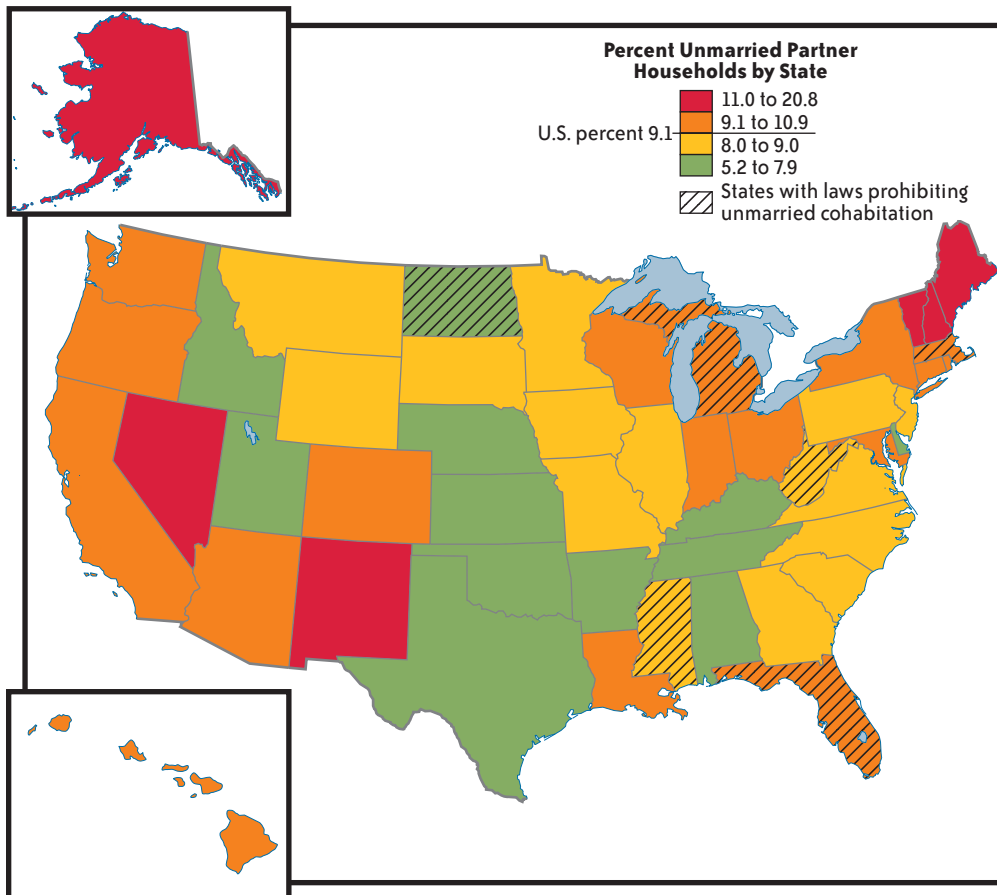 Percent Unmarried Partner
Households by State
11.0 to 20.8
9.1 to 10.9
U.S. percent 9.1
8.0 to 9.0
5.2 to 7.9
States with laws prohibiting
unmarried cohabitation